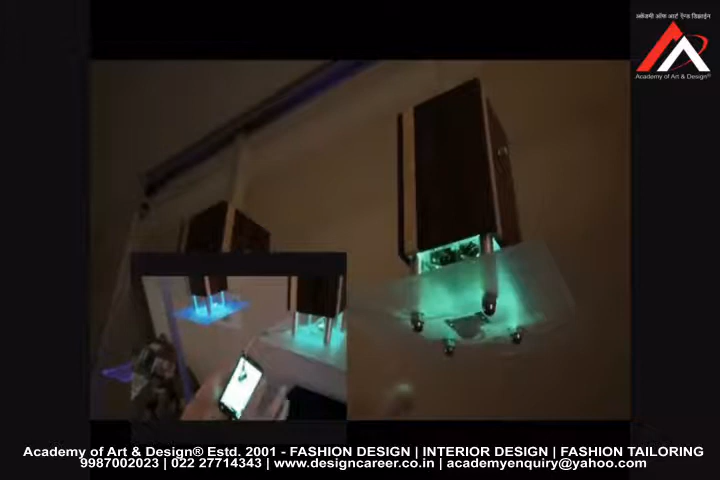 अकॅडमी ऑफ आर्ट ऍन्ड डिझाईन
Academy of Art & Design®
Academy of Art & Design® Estd. 2001 - FASHION DESIGN | INTERIOR DESIGN | FASHION TAILORING
9987002023 | 022 27714343 | www.designcareer.co.in | academyenquiry@yahoo.com